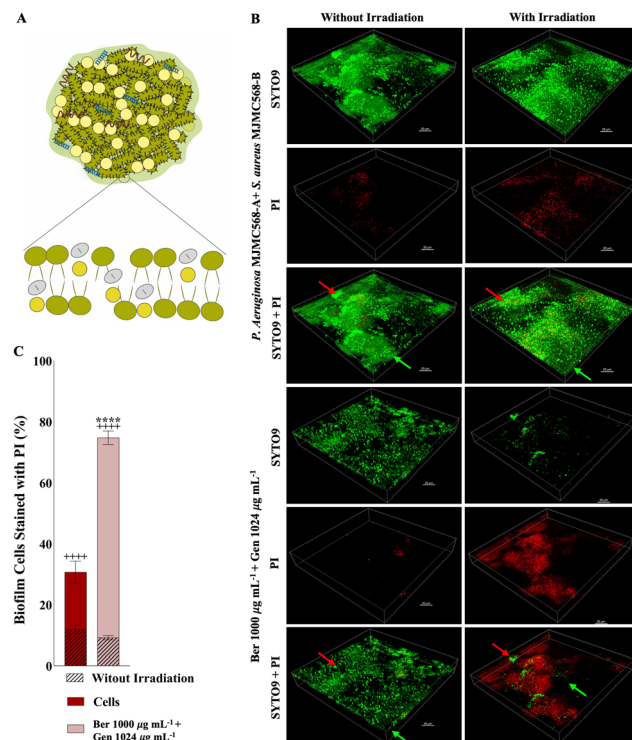 A
B
Without Irradiation
With Irradiation
P. Aeruginosa MJMC568-A+ S. aureus MJMC568-B
SYTO9
PI
SYTO9 + PI
Ber 1000 µg mL-1 + Gen 1024 µg mL-1
SYTO9
PI
SYTO9 + PI
C
Biofilm Cells Stained with PI (%)
100
80
60
40
20
0
****
++++
++++
Witout Irradiation
Cells
Ber 1000 µg mL-1 +
Gen 1024 µg mL-1